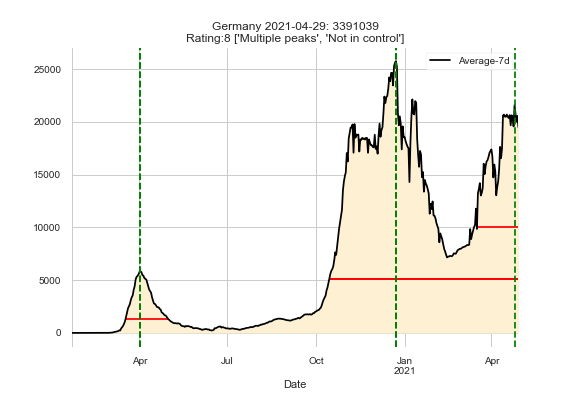 Germany 2021-04-29: 3391039
Rating:8 ['Multiple peaks', 'Not in control']
Average-7d
25000
20000
15000
10000
5000
0
Apr
Jul
Oct
Jan
2021
Apr
Date